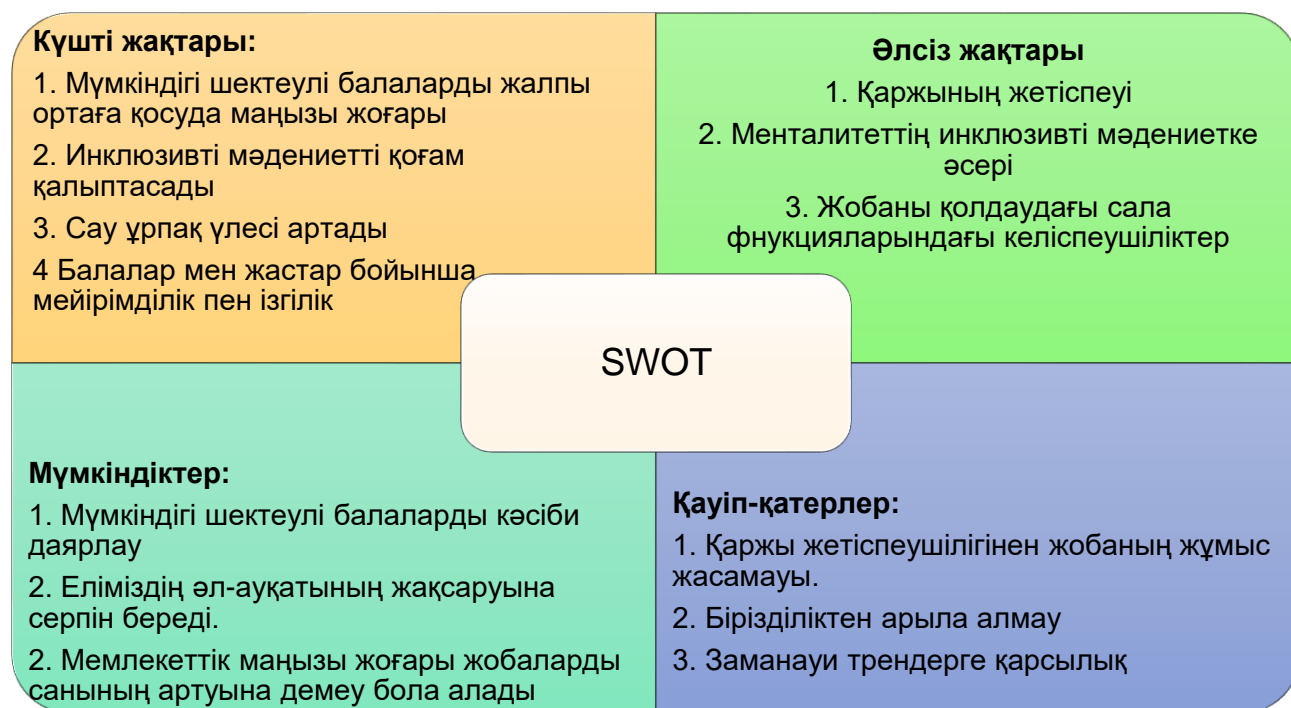 Күшті жақтары:
1. Мүмкіндігі шектеулі балаларды жалпы
ортаға қосуда маңызы жоғары
2. Инклюзивті мәдениетті қоғам
қалыптасады
3. Сау ұрпақ үлесі артады
4 Балалар мен жастар бойынша
мейірімділік пен ізгілік
Әлсіз жақтары
1. Қаржының жетіспеуі
2. Менталитеттің инклюзивті мәдениетке
әсері
3. Жобаны қолдаудағы сала
фнукцияларындағы келіспеушіліктер
SWOT
Мүмкіндіктер:
1. Мүмкіндігі шектеулі балаларды кәсіби
даярлау
2. Еліміздің әл-ауқатының жақсаруына
серпін береді.
2. Мемлекеттік маңызы жоғары жобаларды
санының артуына демеу бола алады
Қауіп-қатерлер:
1. Қаржы жетіспеушілігінен жобаның жұмыс
жасамауы.
2. Бірізділіктен арыла алмау
3. Заманауи трендерге қарсылық